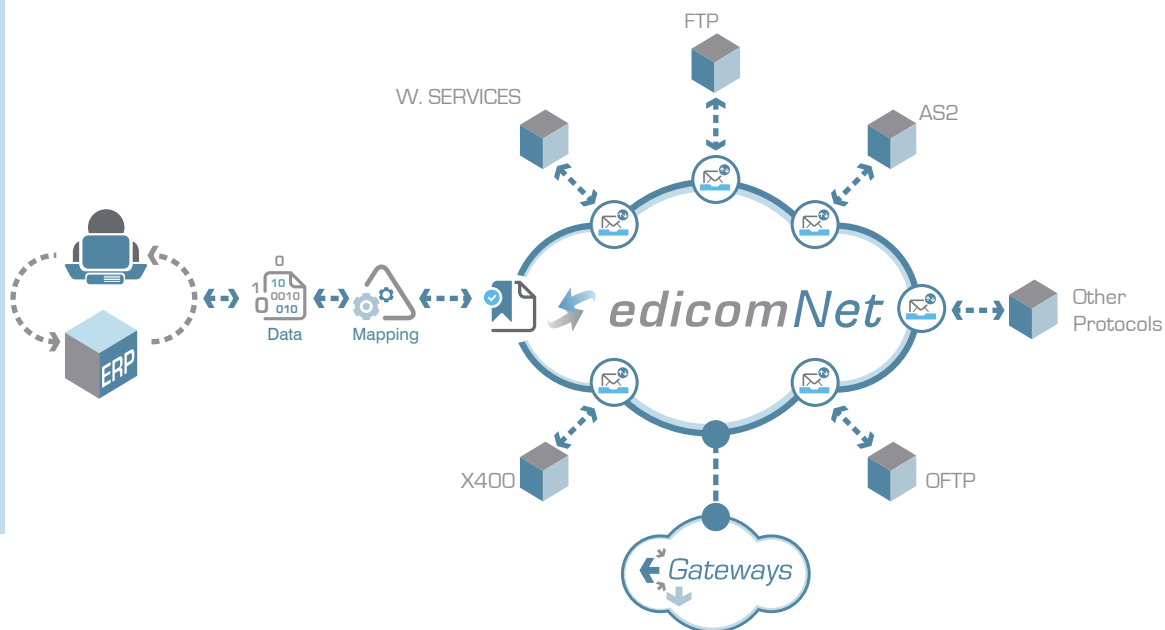 FTP
W. SERVICES
AS2
0
1
10
0010
0
010
Data
Mapping
ERP
edicomNet
Other
Protocols
X400
OFTP
Gateways